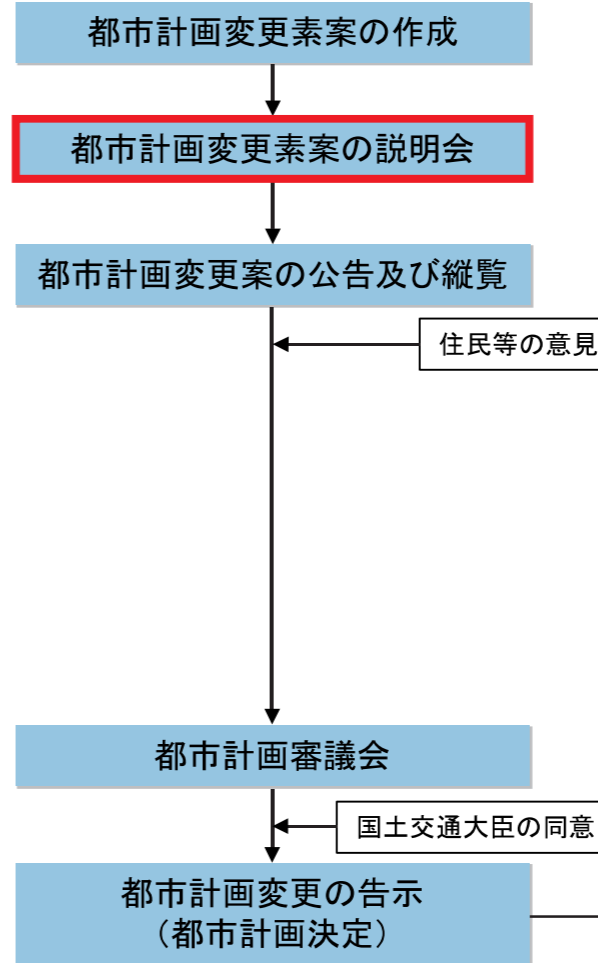 都市計画変更素案の作成
都市計画変更素案の説明会
都市計画変更案の公告及び縦覧
住民等の意見
都市計画審議会
国土交通大臣の同意
都市計画変更の告示
（都市計画決定）